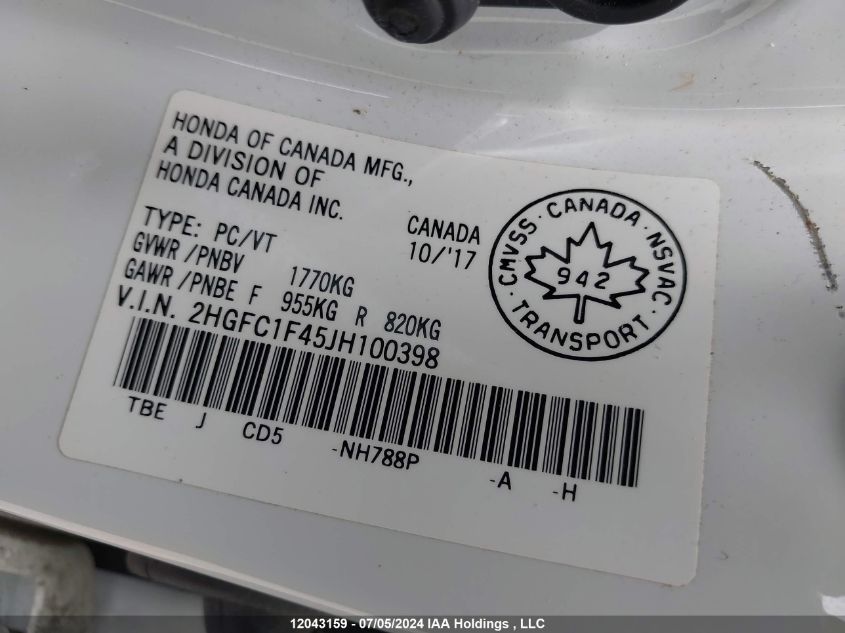 HONDA OF CANADA MFG.,
A DIVISION OF
HONDA CANADA INC.
CANADA
10/'17
TYPE: PC/VT
GVWR /PNBV 1770KG
GAWR /PNBE F 955KG R 820KG
V.I.N. 2HGFC1F45JH100398
TBE J CD5 -NH788P -A -H
CMVSS · CANADA · NSVAC · TRANSPORT ·
942
12043159 - 07/05/2024 IAA Holdings , LLC